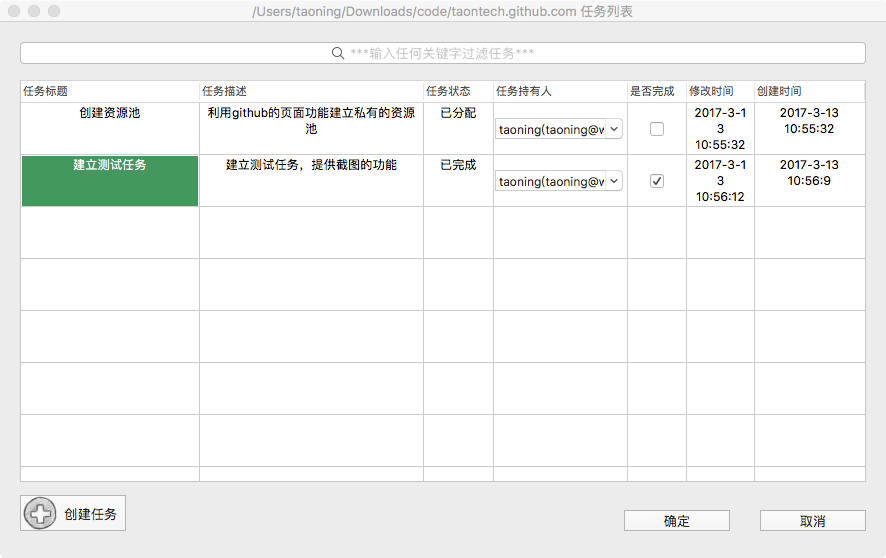 /Users/taoning/Downloads/code/taontech.github.com 任务列表
***输入任何关键字过滤任务***
任务标题 任务描述 任务状态 任务持有人 是否完成 修改时间 创建时间
创建资源池 利用github的页面功能建立私有的资源 已分配 2017-3-1 2017-3-13
池 taoning(taoning@w 3 10:55:32
10:55:32
建立测试任务 建立测试任务，提供截图的功能 已完成 2017-3-1 2017-3-13
taoning(taoning@w 3 10:56:9
10:56:12
创建任务
确定 取消